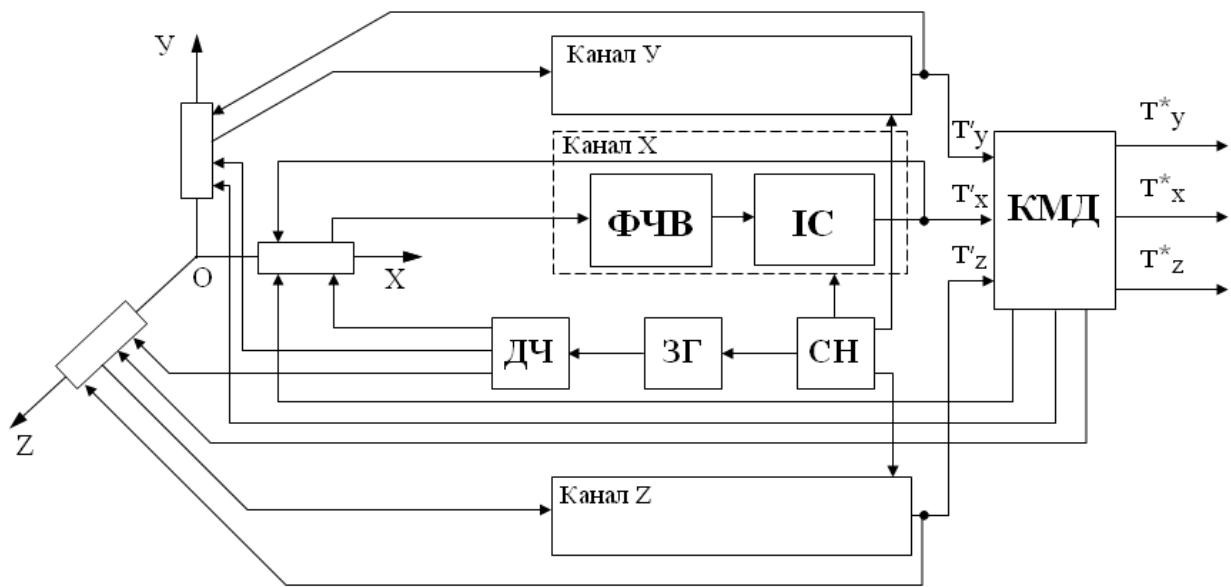 У
Канал У
T'y
T*y
Канал X
ФЧВ
ІС
T'x
КМД
T*x
O
X
T'z
T*z
ДЧ
ЗГ
СН
Z
Канал Z